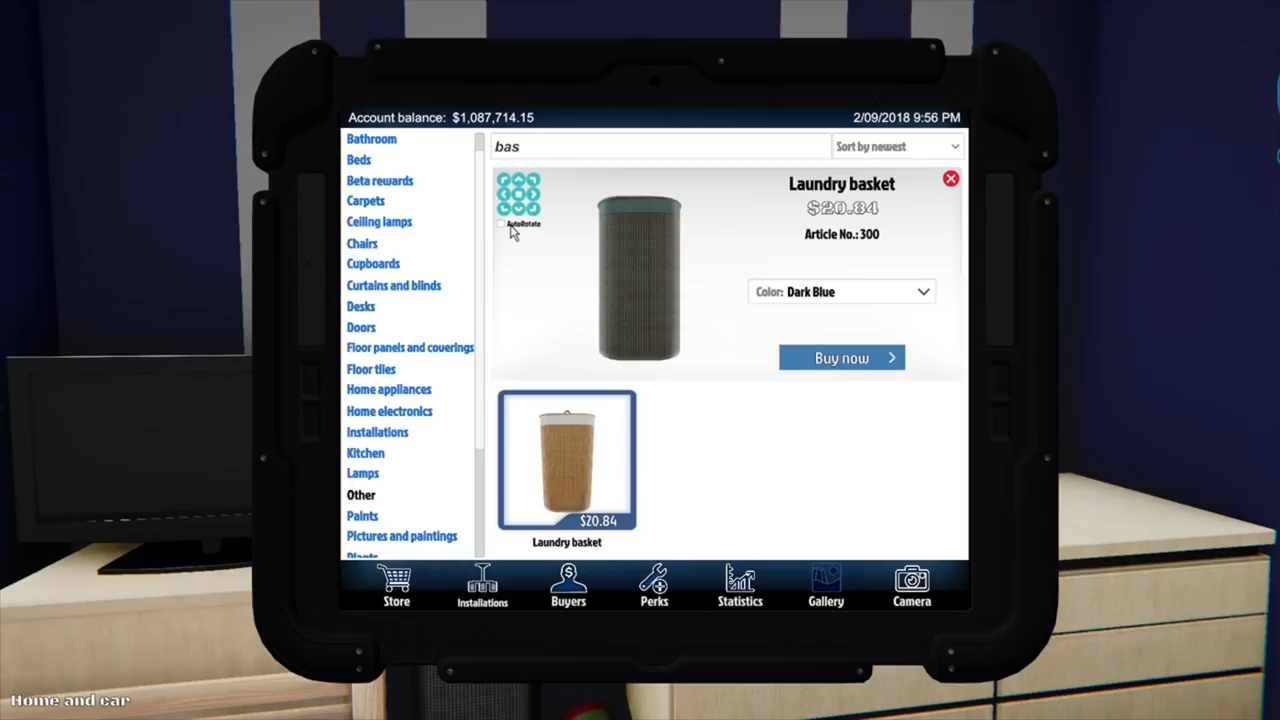 Account balance: $1,087,714.15
2/09/2018 9:56 PM
Bathroom
Beds
Beta rewards
Carpets
Ceiling lamps
Chairs
Cupboards
Curtains and blinds
Desks
Doors
Floor panels and coverings
Floor tiles
Home appliances
Home electronics
Installations
Kitchen
Lamps
Other
Paints
Pictures and paintings
Plants
bas
Sort by newest
AutoRotate
Laundry basket
$20.84
Article No.: 300
Color: Dark Blue
Buy now
$20.84
Laundry basket
Store
Installations
Buyers
Perks
Statistics
Gallery
Camera
Home and car